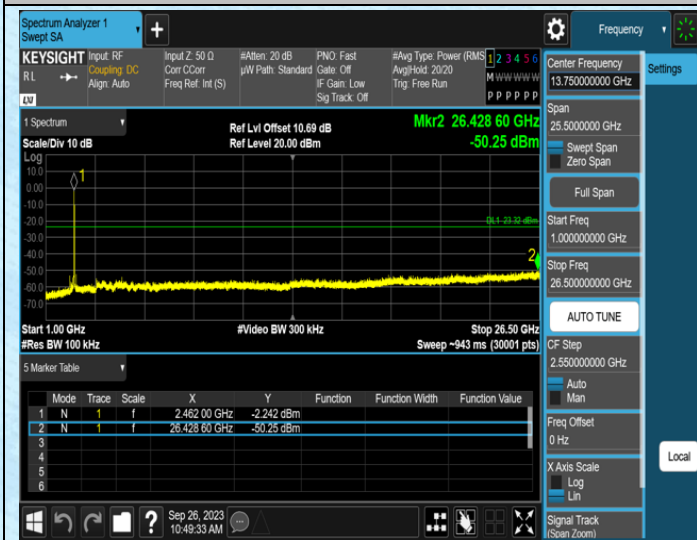 Spectrum Analyzer 1
Swept SA
+
Frequency
KEYSIGHT
Input: RF
Input Z: 50 Ω
#Atten: 20 dB
PNO: Fast
#Avg Type: Power (RMS
1 2 3 4 5 6
R L
Coupling: DC
Corr CCorr
µW Path: Standard
Gate: Off
Avg|Hold: 20/20
M W W W W W
Align: Auto
Freq Ref: Int (S)
IF Gain: Low
Trig: Free Run
Sig Track: Off
P P P P P P
LXI
1 Spectrum
Ref Lvl Offset 10.69 dB
Mkr2 26.428 60 GHz
Scale/Div 10 dB
Ref Level 20.00 dBm
-50.25 dBm
Log
10.0
0.00
-10.0
-20.0
-30.0
-40.0
-50.0
-60.0
-70.0
1
DL1 -23.32 dBm
2
Start 1.00 GHz
#Video BW 300 kHz
Stop 26.50 GHz
#Res BW 100 kHz
Sweep ~943 ms (30001 pts)
5 Marker Table
Mode Trace Scale X Y Function Function Width Function Value
1 N 1 f 2.462 00 GHz -2.242 dBm
2 N 1 f 26.428 60 GHz -50.25 dBm
3
4
5
6
?
Sep 26, 2023
10:49:33 AM
Center Frequency
13.750000000 GHz
Settings
Span
25.5000000 GHz
Swept Span
Zero Span
Full Span
Start Freq
1.000000000 GHz
Stop Freq
26.500000000 GHz
AUTO TUNE
CF Step
2.550000000 GHz
Auto
Man
Freq Offset
0 Hz
X Axis Scale
Log
Lin
Local
Signal Track
(Span Zoom)